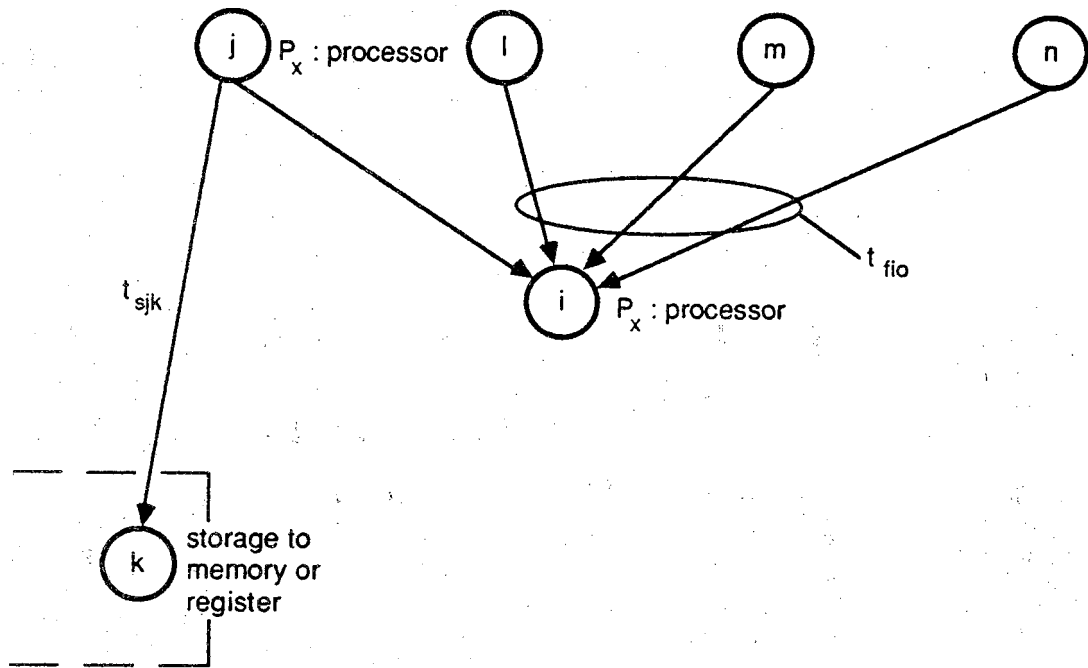 j
P_x : processor
l
m
n
t_fio
t_sjk
i
P_x : processor
k
storage to
memory or
register